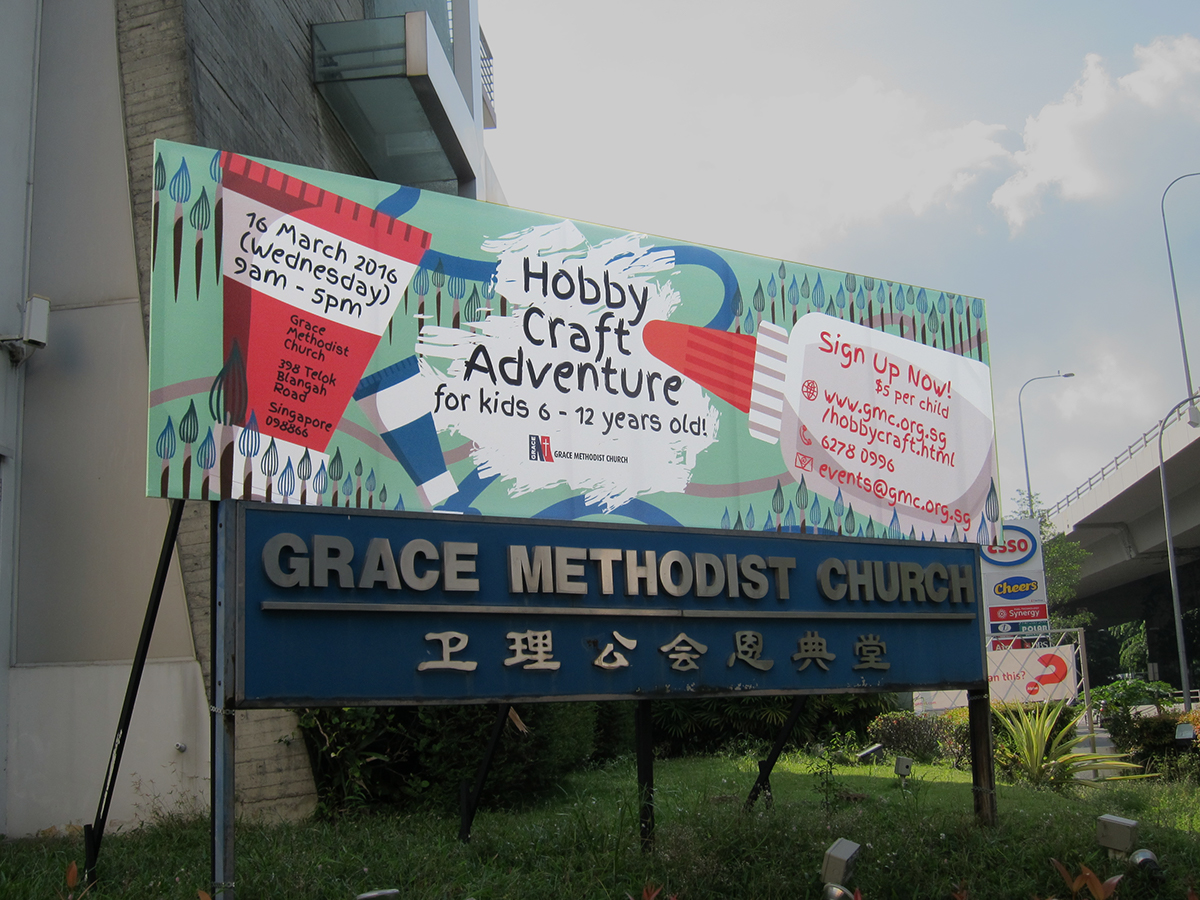 16 March 2016
(Wednesday)
9am - 5pm
Grace
Methodist
Church
398 Telok
Blangah
Road
Singapore
098866
Hobby
Craft
Adventure
for kids 6 - 12 years old!
GRACE
GRACE METHODIST CHURCH
Sign Up Now!
$5 per child
www.gmc.org.sg
/hobbycraft.html
6278 0996
events@gmc.org.sg
GRACE METHODIST CHURCH
卫理公会恩典堂
Esso
Cheers
Synergy
POLAR
an this?